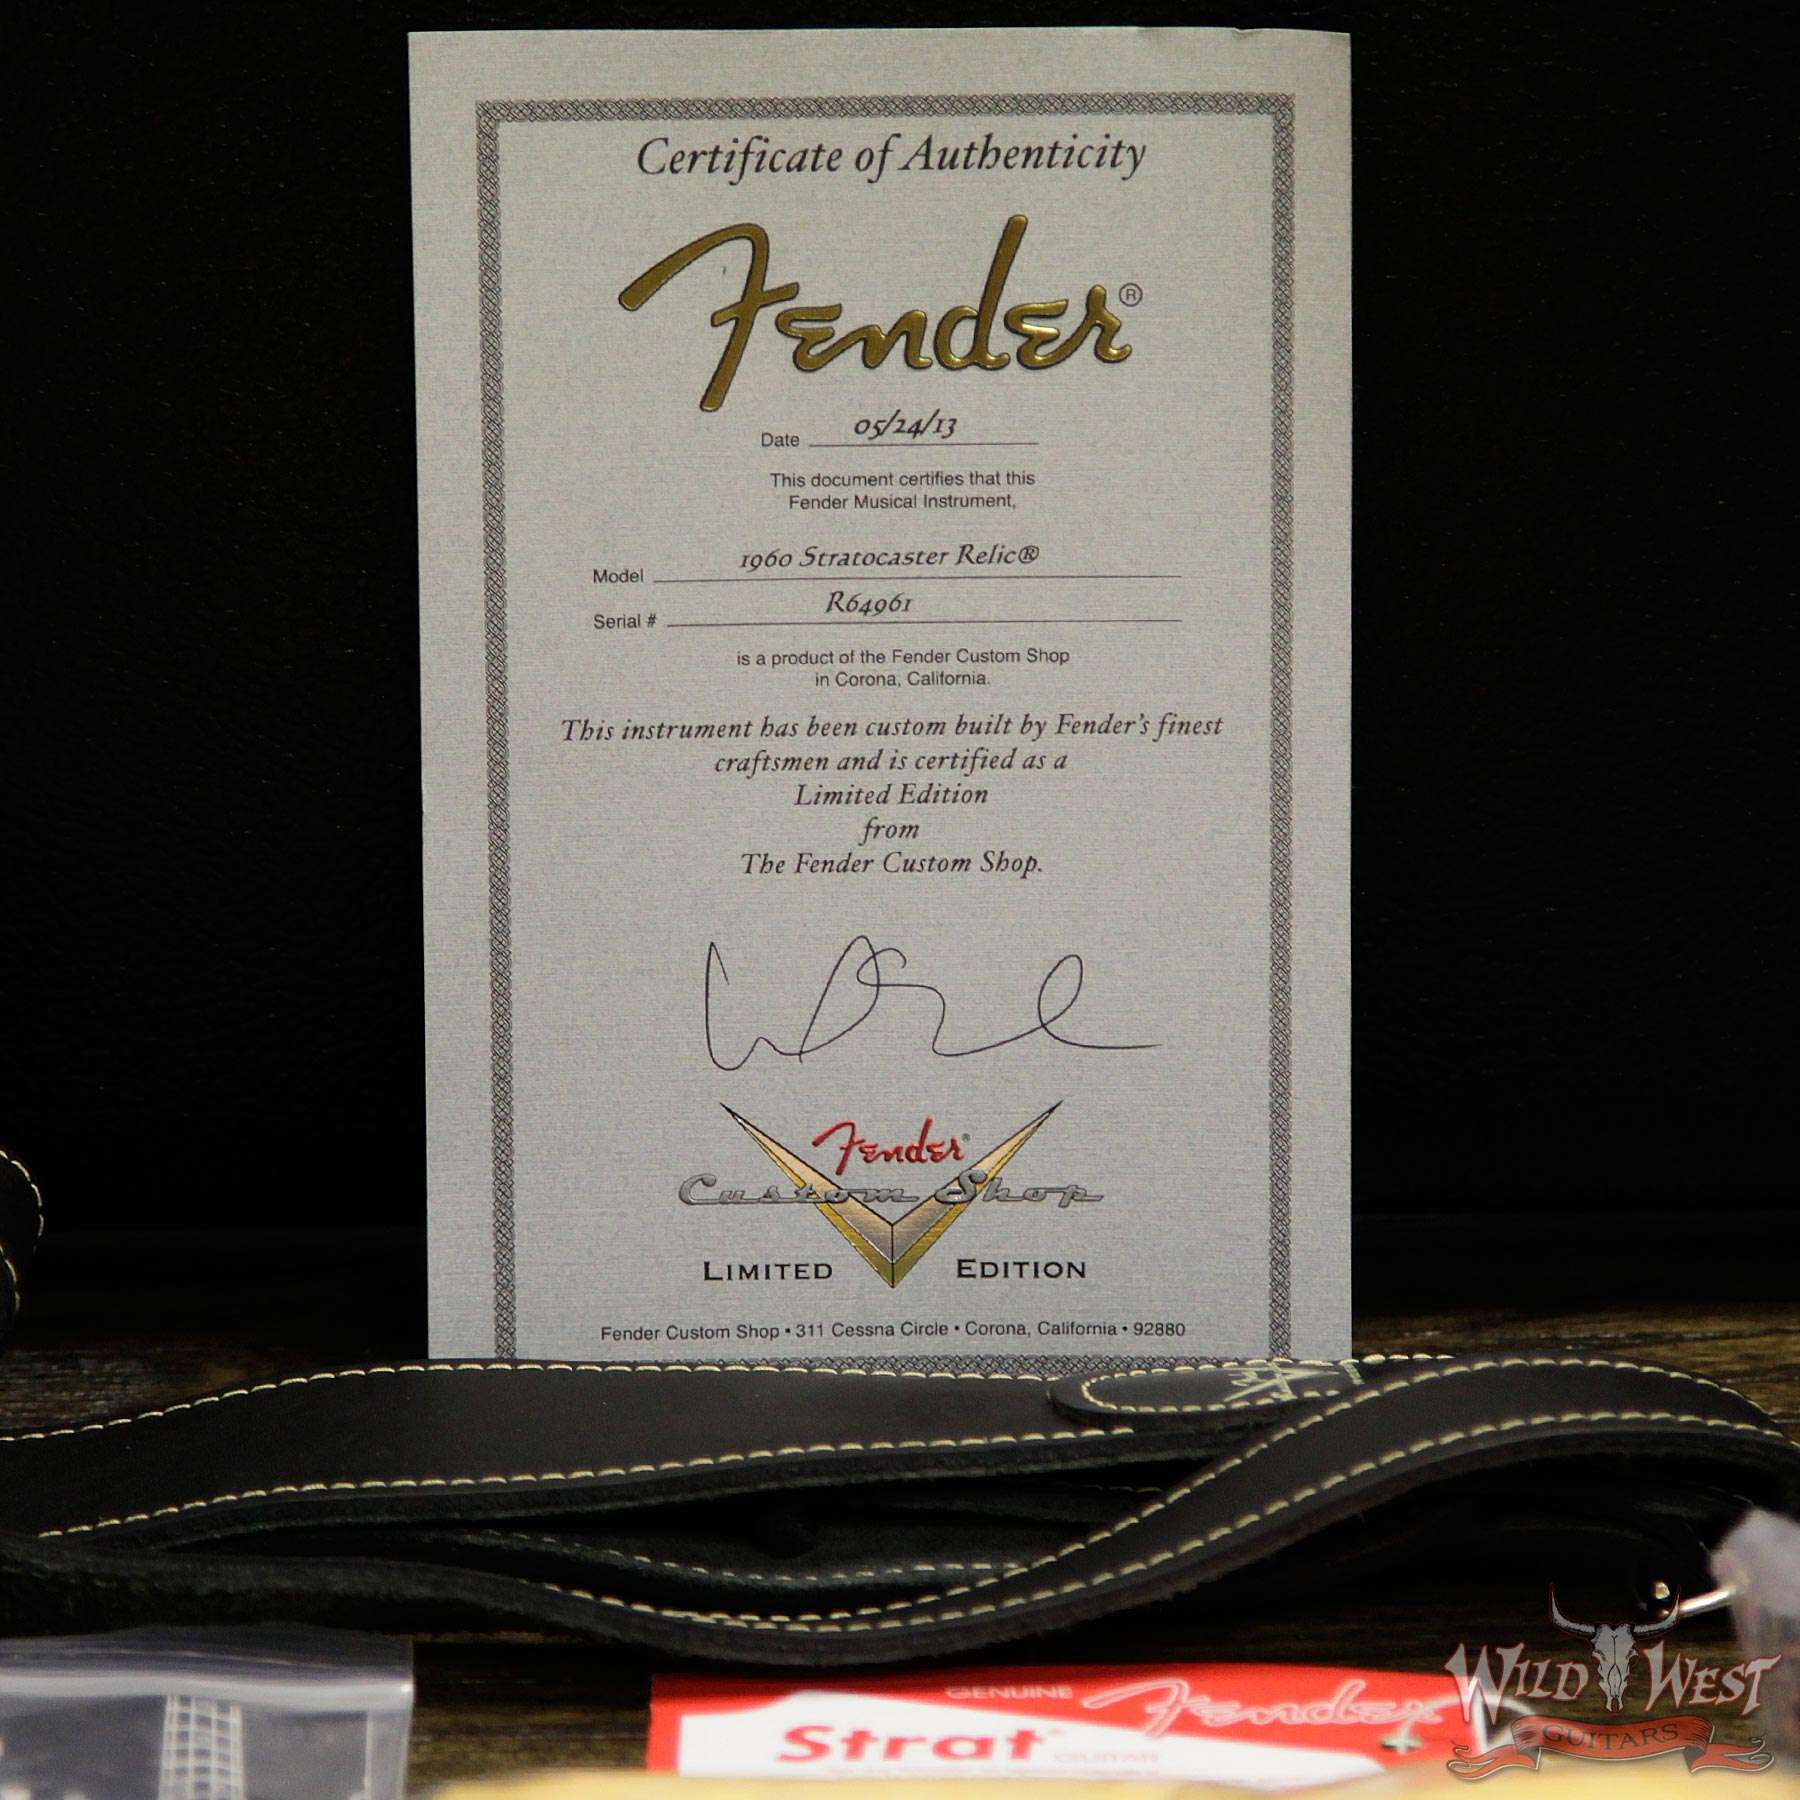 Certificate of Authenticity
Fender®
Date 05/24/13
This document certifies that this
Fender Musical Instrument,
Model 1960 Stratocaster Relic®
Serial # R64961
is a product of the Fender Custom Shop
in Corona, California.
This instrument has been custom built by Fender's finest
craftsmen and is certified as a
Limited Edition
from
The Fender Custom Shop.
Fender®
Custom Shop
LIMITED EDITION
Fender Custom Shop • 311 Cessna Circle • Corona, California • 92880
GENUINE Fender
Strat
GUITAR
WILD WEST
GUITARS